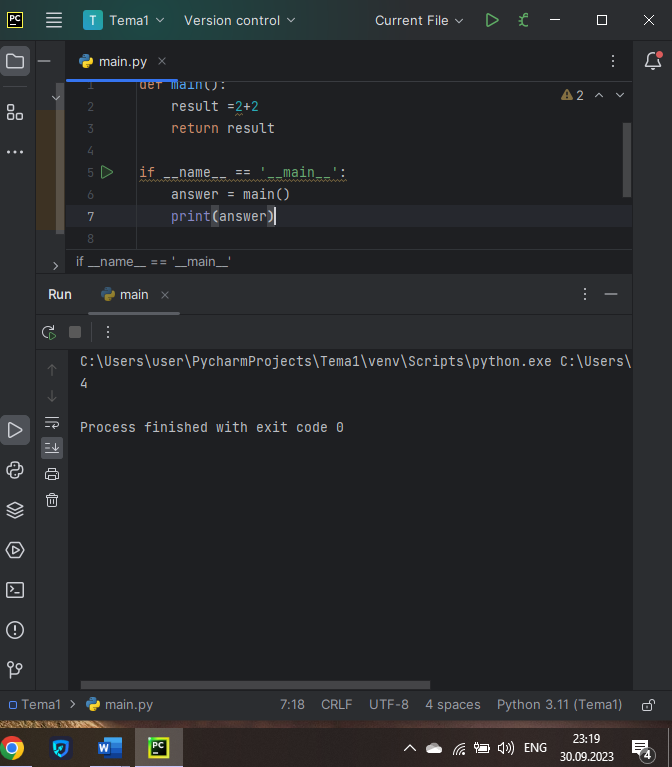 PC T Tema1 Version control Current File
main.py
2
1 def main():
2 result =2+2
3 return result
4
5 if __name__ == '__main__':
6 answer = main()
7 print(answer)
8
if __name__ == '__main__'
Run main
C:\Users\user\PycharmProjects\Tema1\venv\Scripts\python.exe C:\Users\
4
Process finished with exit code 0
Tema1 main.py 7:18 CRLF UTF-8 4 spaces Python 3.11 (Tema1)
W PC ENG 23:19
30.09.2023 4